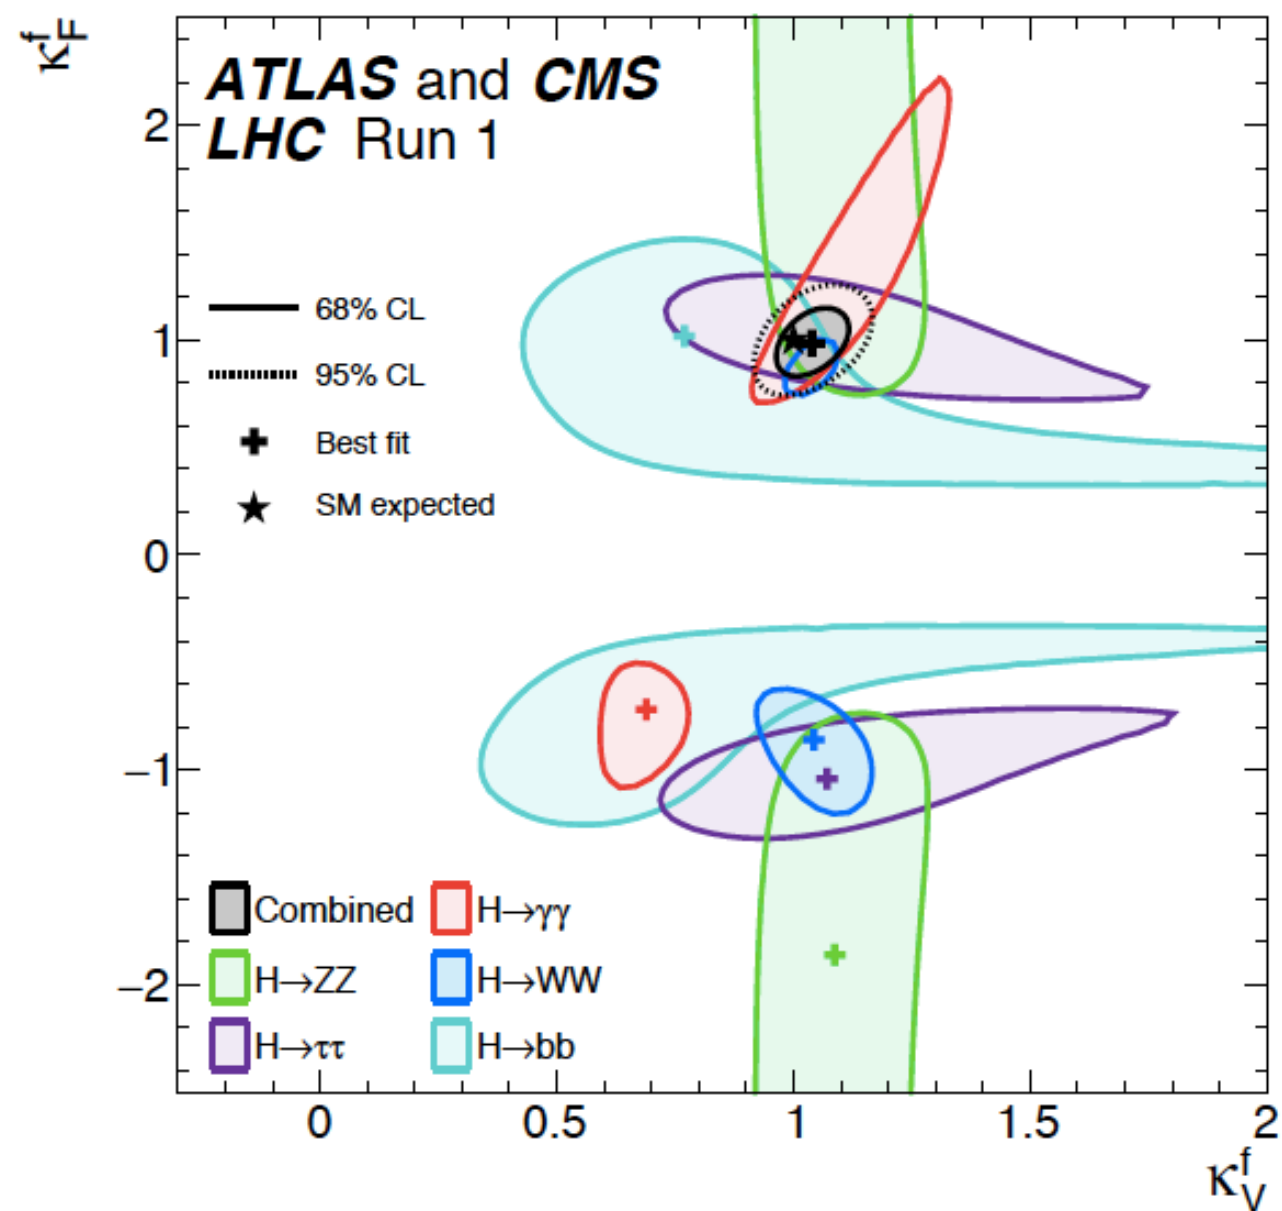 κ_F^f
ATLAS and CMS
LHC Run 1
68% CL
95% CL
Best fit
SM expected
Combined
H→γγ
H→ZZ
H→WW
H→ττ
H→bb
2
1
0
−1
−2
0
0.5
1
1.5
2
κ_V^f